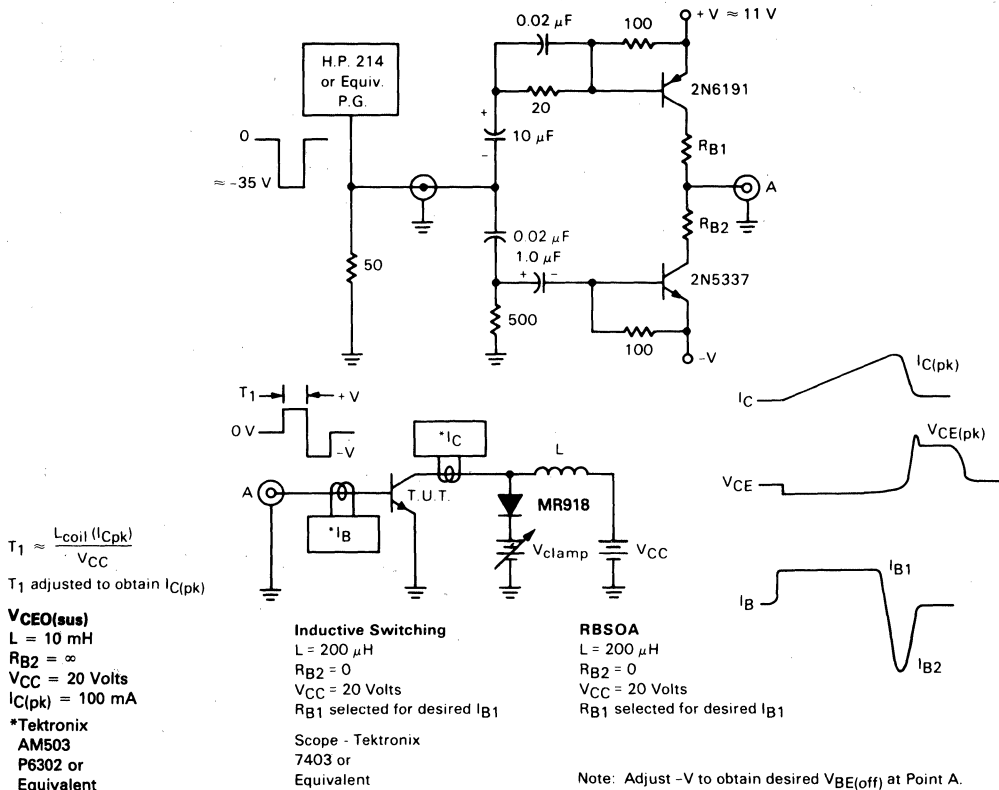 0.02 μF
100
+ V ≈ 11 V
H.P. 214
or Equiv.
P.G.
20
2N6191
+
10 μF
−
0
≈ −35 V
RB1
A
RB2
50
0.02 μF
1.0 μF
+ −
2N5337
500
100
−V
T1
+ V
0 V
−V
*IC
L
A
T.U.T.
*IB
MR918
Vclamp
VCC
IC
IC(pk)
VCE
VCE(pk)
IB
IB1
IB2
T1 ≈ Lcoil (ICpk)
VCC
T1 adjusted to obtain IC(pk)
VCEO(sus)
L = 10 mH
RB2 = ∞
VCC = 20 Volts
IC(pk) = 100 mA
*Tektronix
AM503
P6302 or
Equivalent
Inductive Switching
L = 200 μH
RB2 = 0
VCC = 20 Volts
RB1 selected for desired IB1
Scope - Tektronix
7403 or
Equivalent
RBSOA
L = 200 μH
RB2 = 0
VCC = 20 Volts
RB1 selected for desired IB1
Note: Adjust −V to obtain desired VBE(off) at Point A.